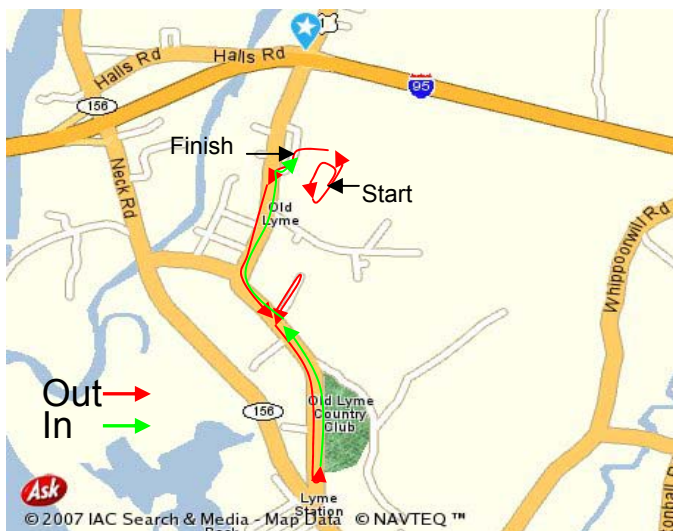 1
Halls Rd
Halls Rd
95
156
Finish
Start
Neck Rd
Old
Lyme
Whippoorwill Rd
Out
In
156
Old Lyme
Country
Club
Ask
Lyme
Station
© 2007 IAC Search & Media - Map Data © NAVTEQ ™